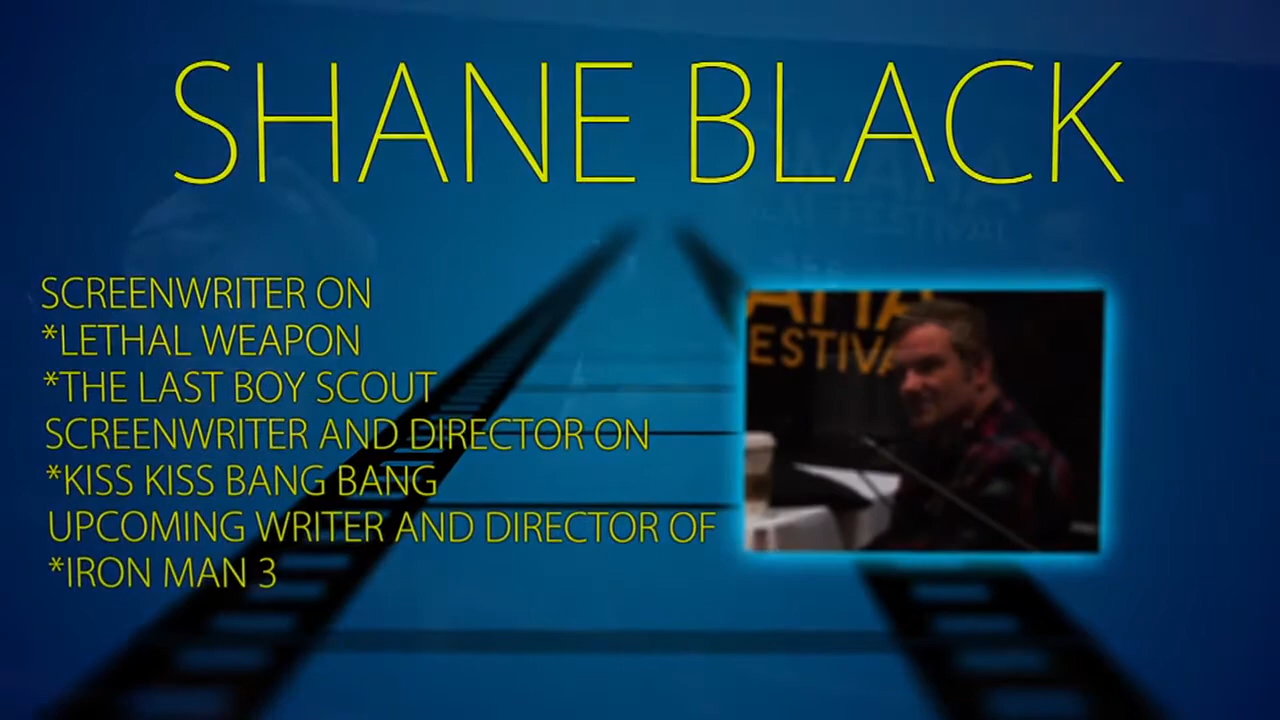 SHANE BLACK
SCREENWRITER ON
*LETHAL WEAPON
*THE LAST BOY SCOUT
SCREENWRITER AND DIRECTOR ON
*KISS KISS BANG BANG
UPCOMING WRITER AND DIRECTOR OF
*IRON MAN 3